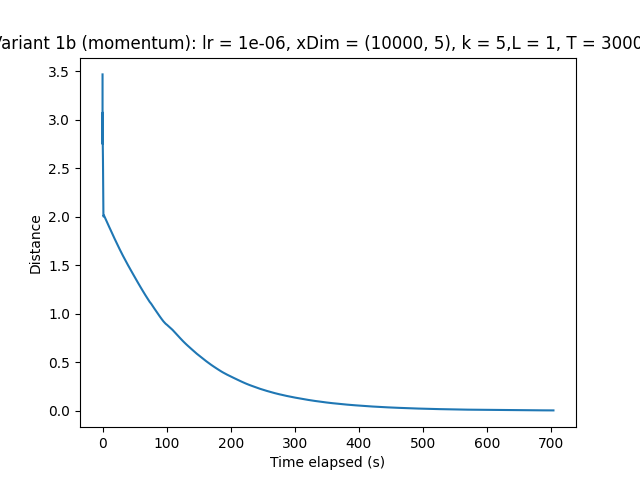 ariant 1b (momentum): lr = 1e-06, xDim = (10000, 5), k = 5,L = 1, T = 3000
3.5
3.0
2.5
2.0
1.5
1.0
0.5
0.0
Distance
0 100 200 300 400 500 600 700
Time elapsed (s)